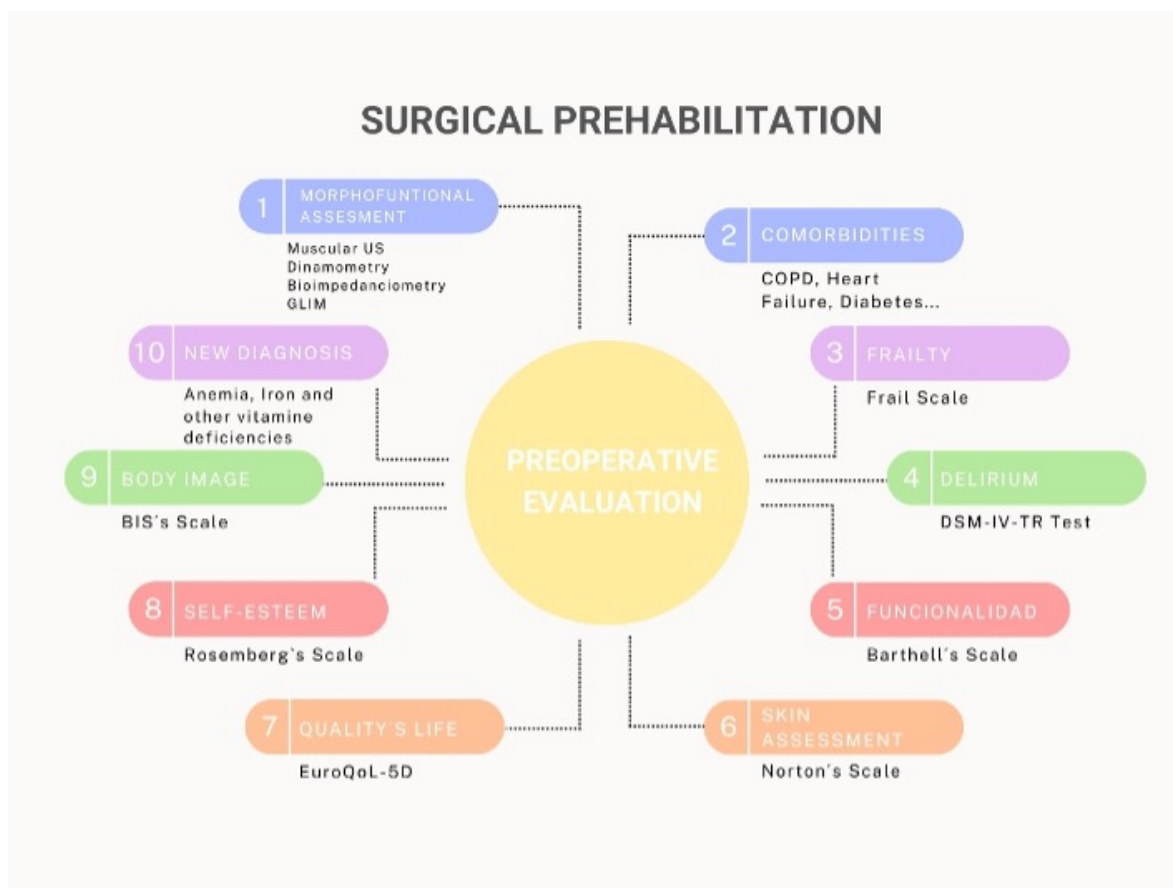 SURGICAL PREHABILITATION
1
MORPHOFUNTIONAL
ASSESMENT
Muscular US
Dinamometry
Bioimpedanciometry
GLIM
2
COMORBIDITIES
COPD, Heart
Failure, Diabetes...
3
FRAILTY
Frail Scale
4
DELIRIUM
DSM-IV-TR Test
5
FUNCIONALIDAD
Barthell´s Scale
6
SKIN
ASSESSMENT
Norton´s Scale
7
QUALITY´S LIFE
EuroQoL-5D
8
SELF-ESTEEM
Rosemberg`s Scale
9
BODY IMAGE
BIS´s Scale
10
NEW DIAGNOSIS
Anemia, Iron and
other vitamine
deficiencies
PREOPERATIVE
EVALUATION